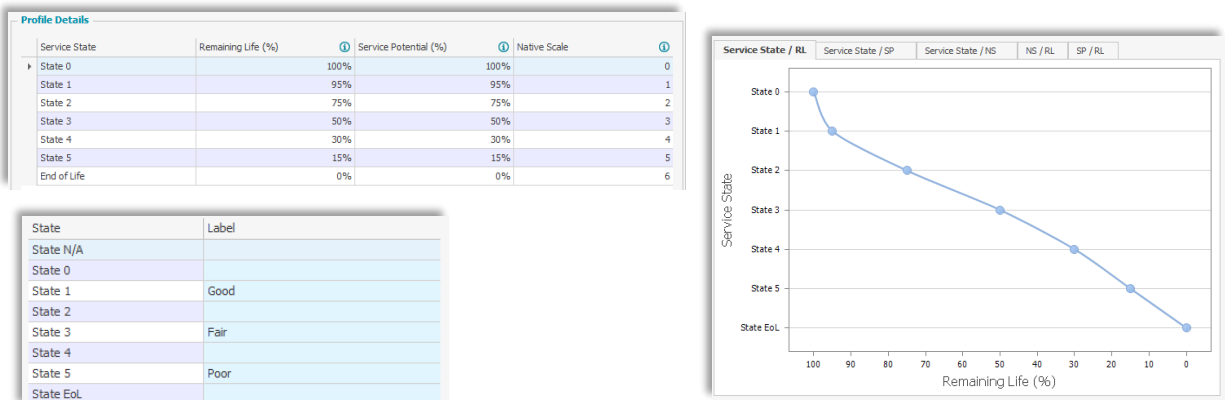 Profile Details
Service State Remaining Life (%) Service Potential (%) Native Scale
State 0 100% 100% 0
State 1 95% 95% 1
State 2 75% 75% 2
State 3 50% 50% 3
State 4 30% 30% 4
State 5 15% 15% 5
End of Life 0% 0% 6
State Label
State N/A
State 0
State 1 Good
State 2
State 3 Fair
State 4
State 5 Poor
State EoL
Service State / RL Service State / SP Service State / NS NS / RL SP / RL
Service State
State 0
State 1
State 2
State 3
State 4
State 5
State EoL
100 90 80 70 60 50 40 30 20 10 0
Remaining Life (%)